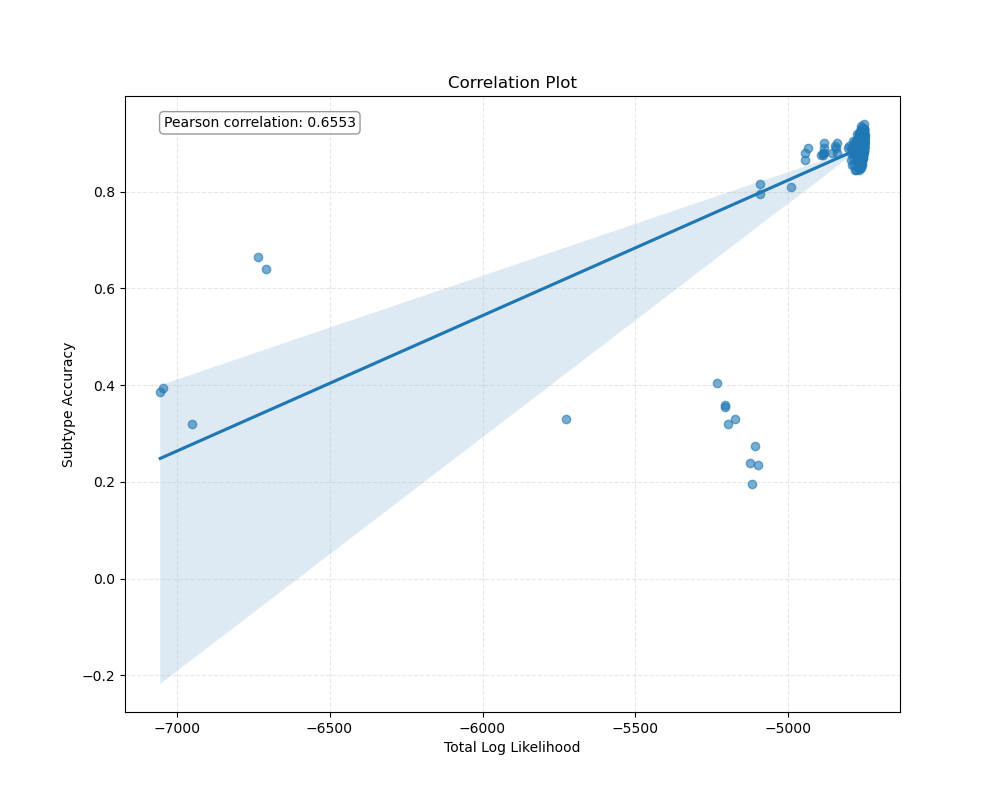 Correlation Plot
Pearson correlation: 0.6553
0.8
0.6
0.4
0.2
0.0
−0.2
Subtype Accuracy
−7000
−6500
−6000
−5500
−5000
Total Log Likelihood